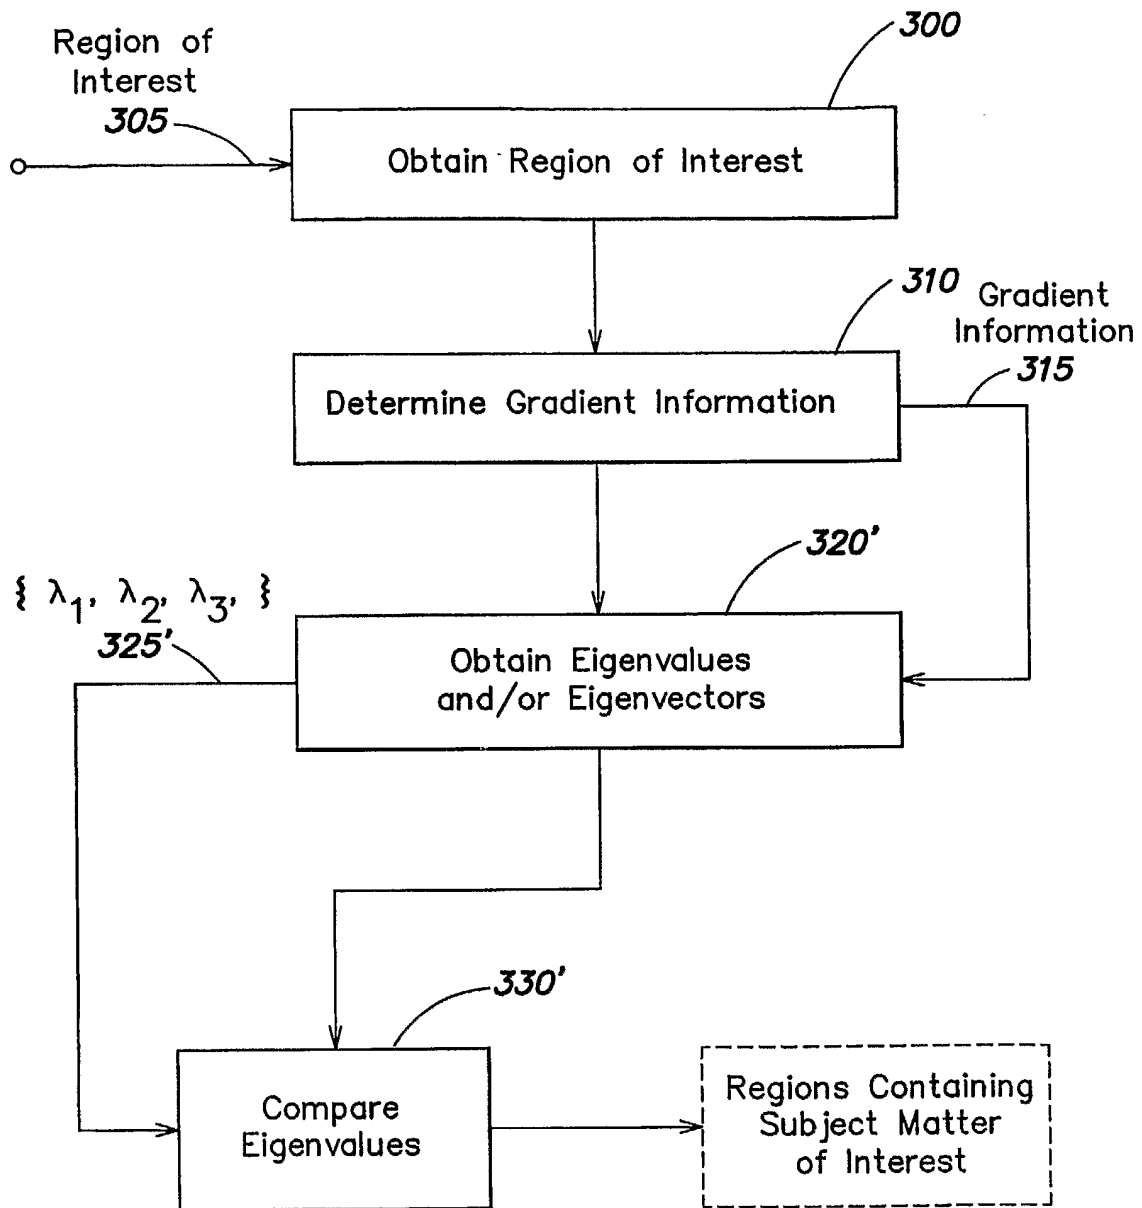 300
Region of
Interest
305
Obtain Region of Interest
310
Gradient
Information
315
Determine Gradient Information
320'
{ λ1, λ2, λ3, }
325'
Obtain Eigenvalues
and/or Eigenvectors
330'
Compare
Eigenvalues
Regions Containing
Subject Matter
of Interest